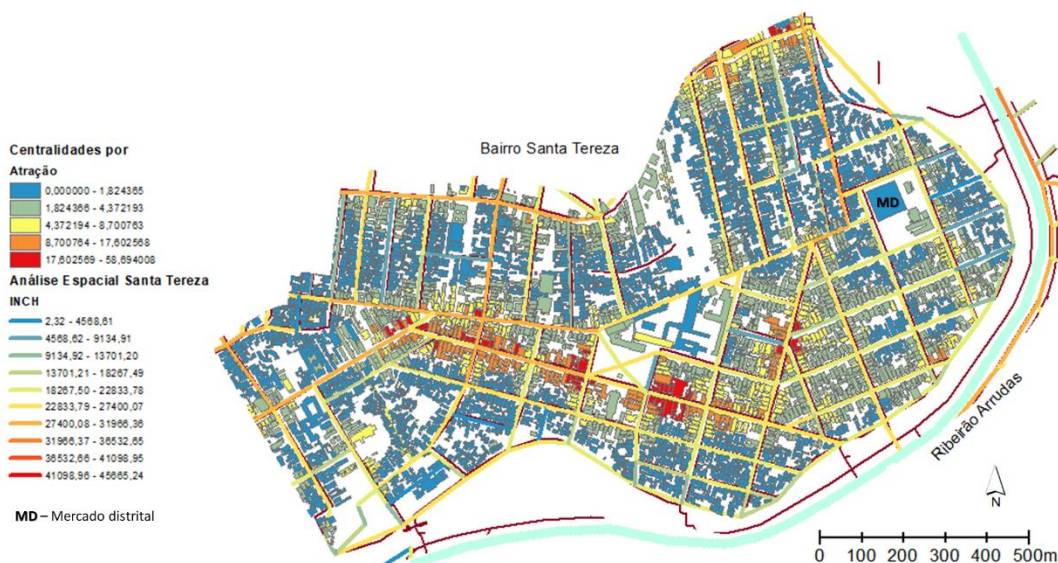 Centralidades por
Atração
0,000000 - 1,824365
1,824366 - 4,372193
4,372194 - 8,700763
8,700764 - 17,602568
17,602569 - 58,694008
Análise Espacial Santa Tereza
INCH
2,32 - 4568,61
4568,62 - 9134,91
9134,92 - 13701,20
13701,21 - 18267,49
18267,50 - 22833,78
22833,79 - 27400,07
27400,08 - 31966,36
31966,37 - 36532,65
36532,66 - 41098,95
41098,96 - 45665,24
MD – Mercado distrital
Bairro Santa Tereza
MD
Ribeirão Arrudas
N
0 100 200 300 400 500m